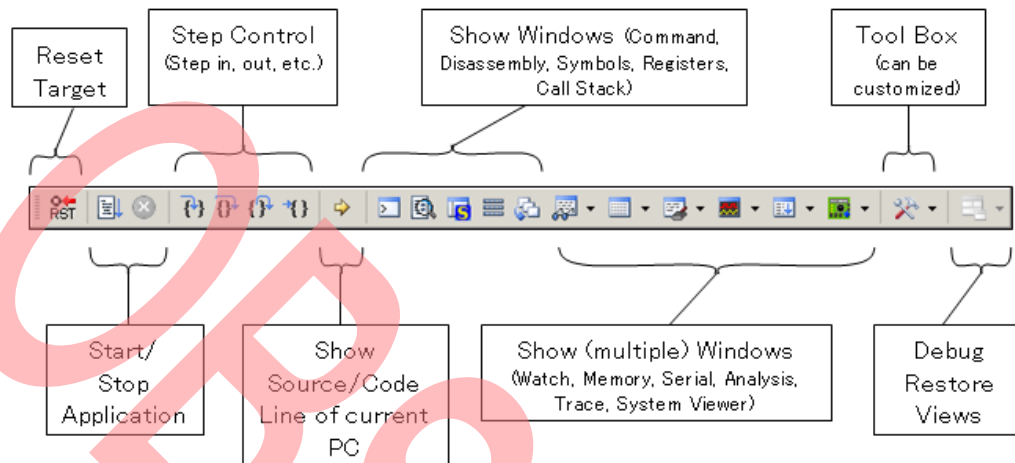 Reset
Target
Step Control
(Step in, out, etc.)
Show Windows (Command,
Disassembly, Symbols, Registers,
Call Stack)
Tool Box
(can be
customized)
RST
Start/
Stop
Application
Show
Source/Code
Line of current
PC
Show (multiple) Windows
(Watch, Memory, Serial, Analysis,
Trace, System Viewer)
Debug
Restore
Views